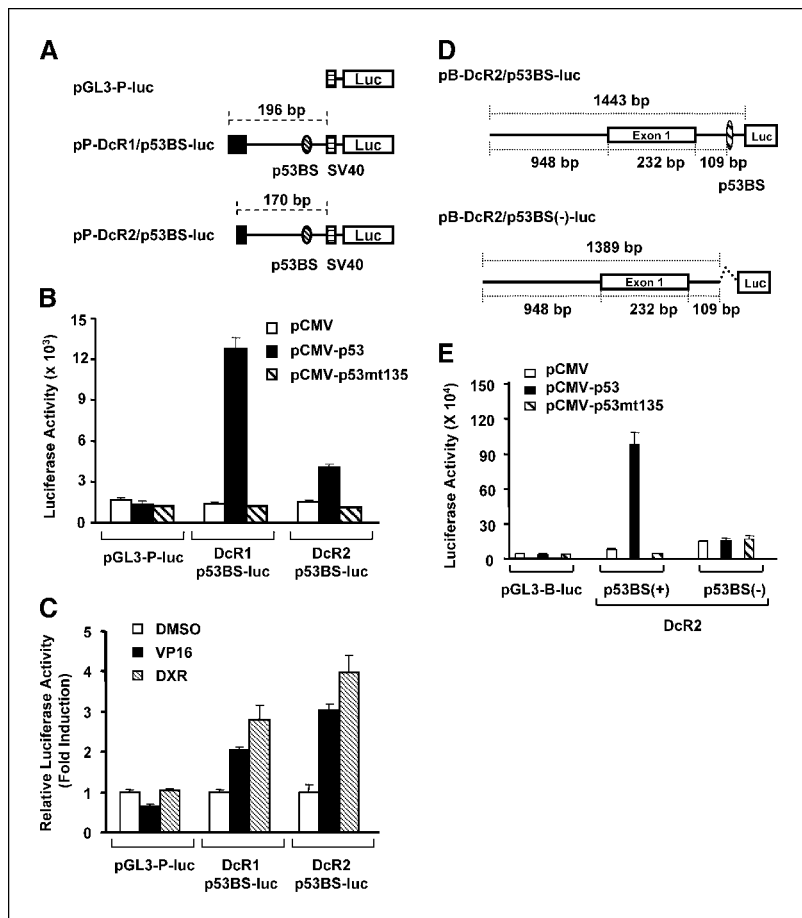 A
pGL3-P-luc
Luc
196 bp
pP-DcR1/p53BS-luc
Luc
p53BS SV40
170 bp
pP-DcR2/p53BS-luc
Luc
p53BS SV40
B
Luciferase Activity (x 10³)
15
12
9
6
3
0
pCMV
pCMV-p53
pCMV-p53mt135
pGL3-P-luc
DcR1
p53BS-luc
DcR2
p53BS-luc
C
Relative Luciferase Activity
(Fold Induction)
5
4
3
2
1
0
DMSO
VP16
DXR
pGL3-P-luc
DcR1
p53BS-luc
DcR2
p53BS-luc
D
pB-DcR2/p53BS-luc
1443 bp
Exon 1
Luc
948 bp 232 bp 109 bp
p53BS
pB-DcR2/p53BS(-)-luc
1389 bp
Exon 1
Luc
948 bp 232 bp 109 bp
E
Luciferase Activity (X 10⁴)
150
120
90
60
30
0
pCMV
pCMV-p53
pCMV-p53mt135
pGL3-B-luc
p53BS(+)
p53BS(-)
DcR2